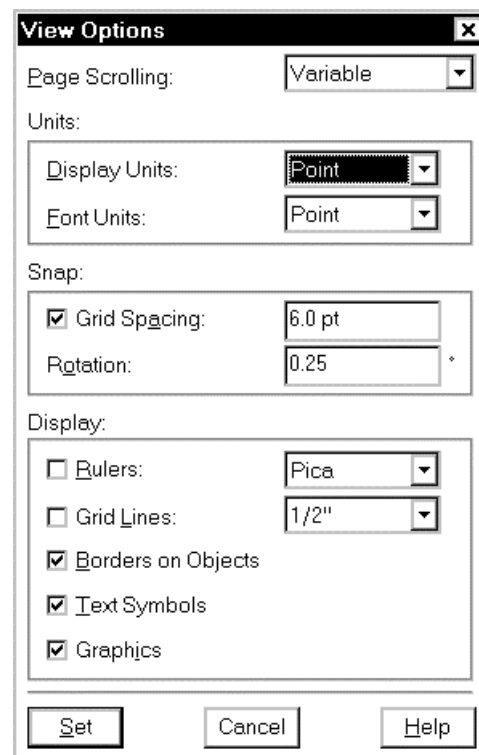 View Options
Page Scrolling: Variable
Units:
Display Units: Point
Font Units: Point
Snap:
Grid Spacing: 6.0 pt
Rotation: 0.25 °
Display:
Rulers: Pica
Grid Lines: 1/2"
Borders on Objects
Text Symbols
Graphics
Set Cancel Help